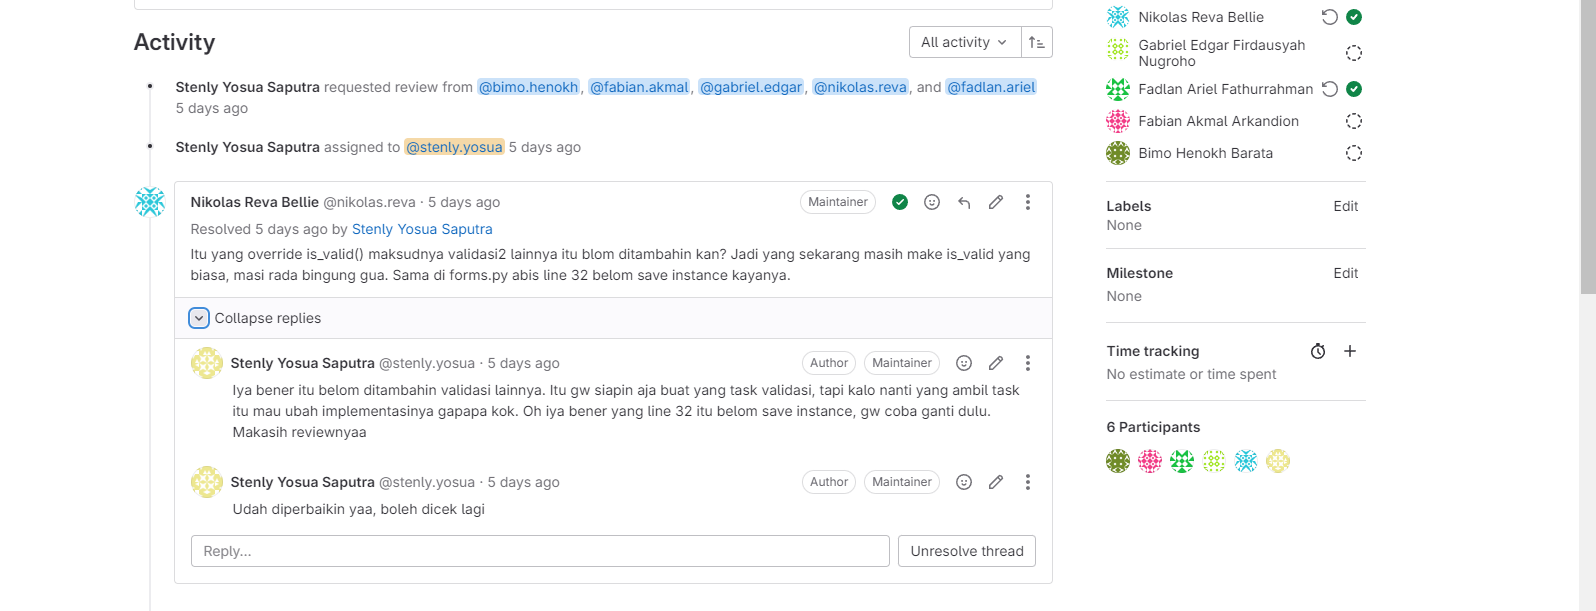 Activity
All activity
Stenly Yosua Saputra requested review from @bimo.henokh, @fabian.akmal, @gabriel.edgar, @nikolas.reva, and @fadlan.ariel
5 days ago
Stenly Yosua Saputra assigned to @stenly.yosua 5 days ago
Nikolas Reva Bellie @nikolas.reva · 5 days ago
Maintainer
Resolved 5 days ago by Stenly Yosua Saputra
Itu yang override is_valid() maksudnya validasi2 lainnya itu blom ditambahin kan? Jadi yang sekarang masih make is_valid yang
biasa, masi rada bingung gua. Sama di forms.py abis line 32 belom save instance kayanya.
Collapse replies
Stenly Yosua Saputra @stenly.yosua · 5 days ago
Author
Maintainer
Iya bener itu belom ditambahin validasi lainnya. Itu gw siapin aja buat yang task validasi, tapi kalo nanti yang ambil task
itu mau ubah implementasinya gapapa kok. Oh iya bener yang line 32 itu belom save instance, gw coba ganti dulu.
Makasih reviewnyaa
Stenly Yosua Saputra @stenly.yosua · 5 days ago
Author
Maintainer
Udah diperbaikin yaa, boleh dicek lagi
Reply...
Unresolve thread
Nikolas Reva Bellie
Gabriel Edgar Firdausyah
Nugroho
Fadlan Ariel Fathurrahman
Fabian Akmal Arkandion
Bimo Henokh Barata
Labels
Edit
None
Milestone
Edit
None
Time tracking
No estimate or time spent
6 Participants